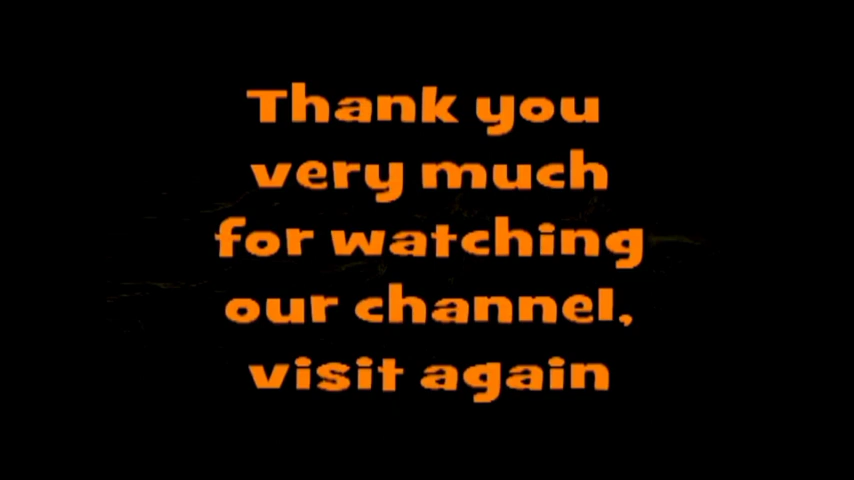 Thank you
very much
for watching
our channel,
visit again